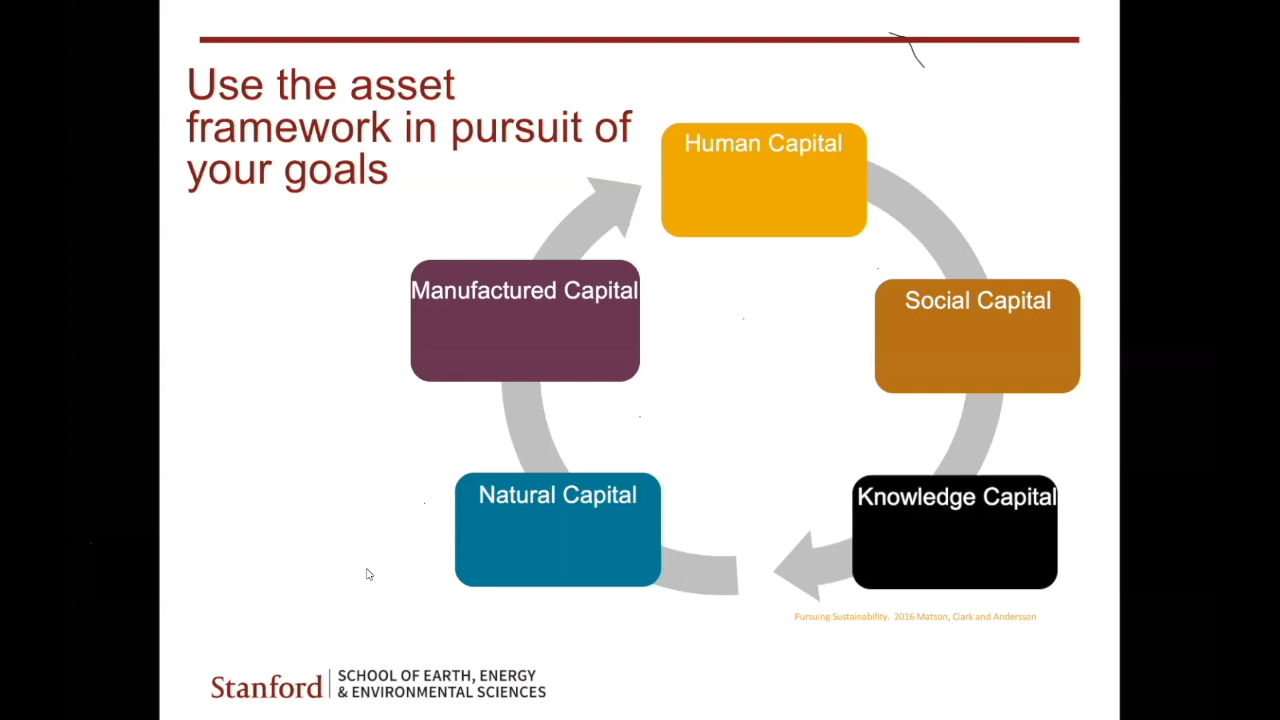 Use the asset
framework in pursuit of
your goals
Human Capital
Manufactured Capital
Social Capital
Natural Capital
Knowledge Capital
Pursuing Sustainability. 2016 Matson, Clark and Andersson
Stanford
SCHOOL OF EARTH, ENERGY
& ENVIRONMENTAL SCIENCES